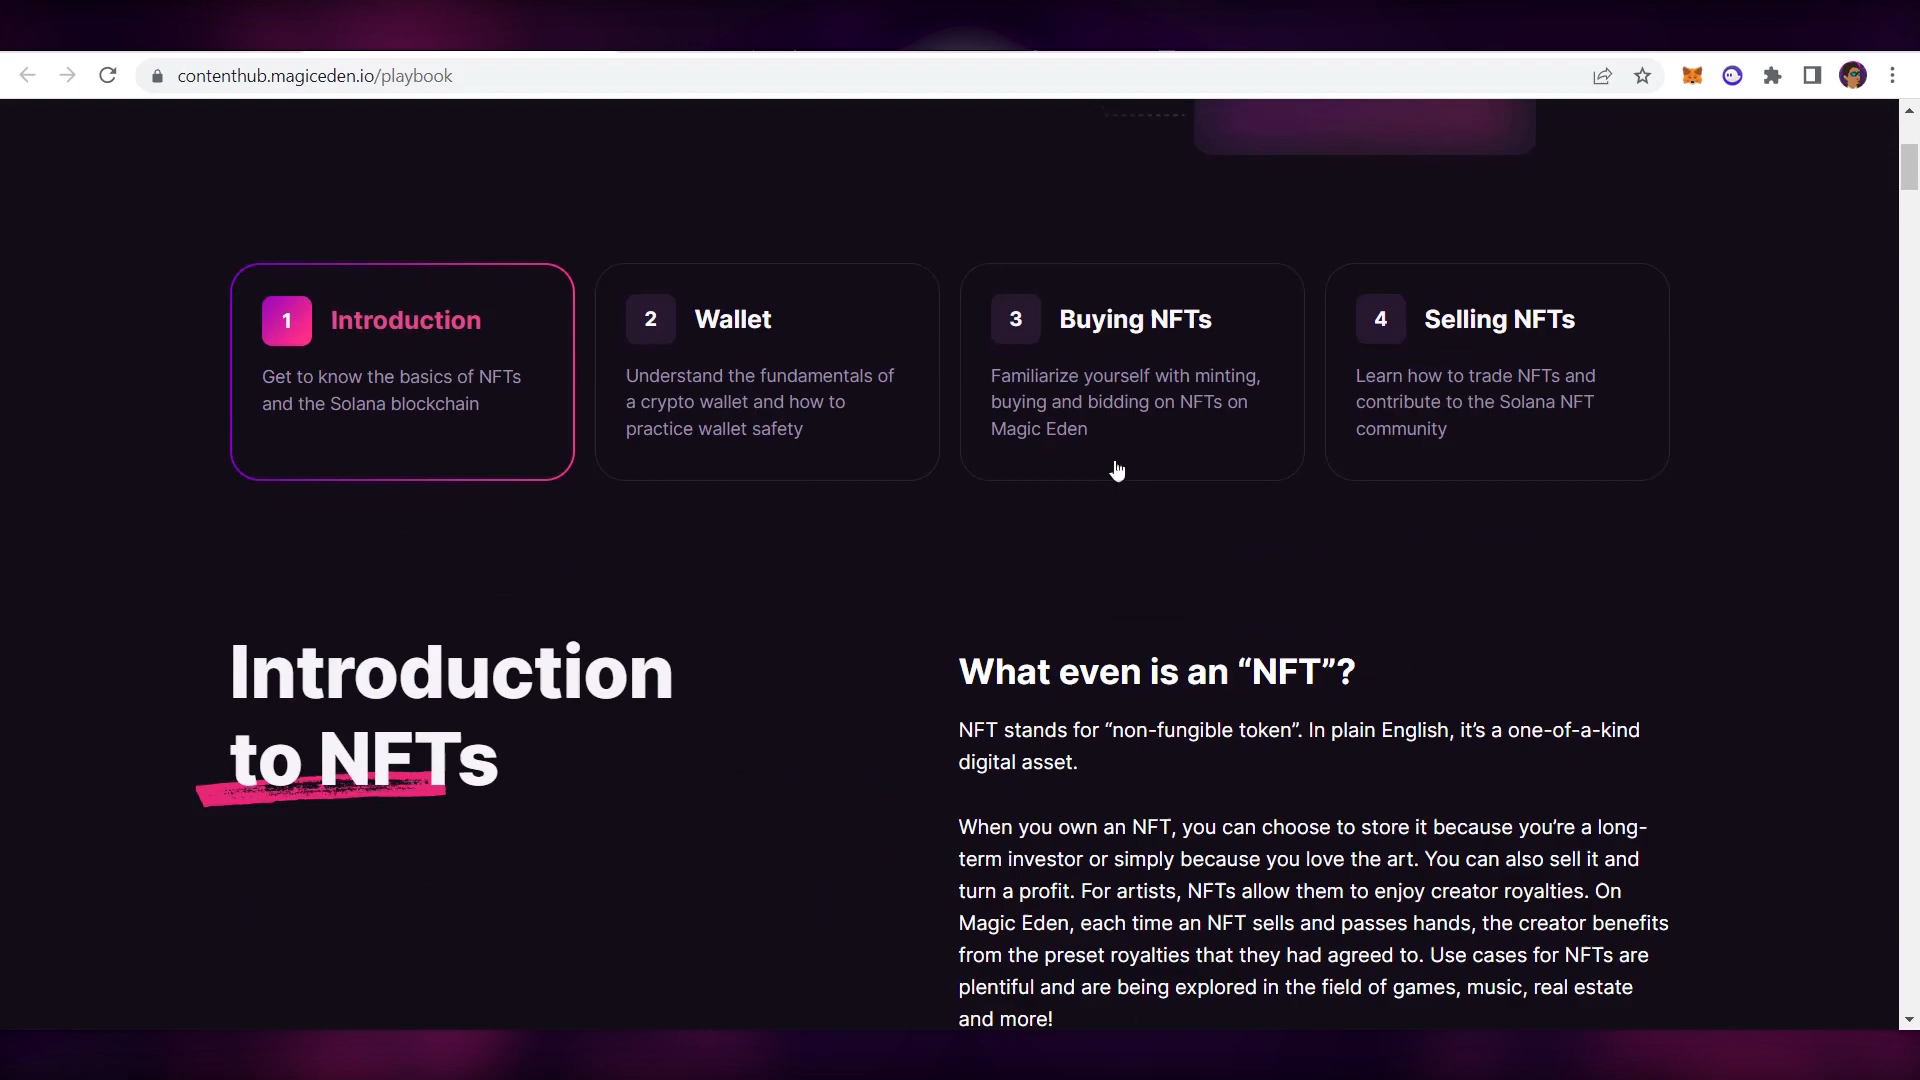 contenthub.magiceden.io/playbook
1 Introduction
Get to know the basics of NFTs
and the Solana blockchain
2 Wallet
Understand the fundamentals of
a crypto wallet and how to
practice wallet safety
3 Buying NFTs
Familiarize yourself with minting,
buying and bidding on NFTs on
Magic Eden
4 Selling NFTs
Learn how to trade NFTs and
contribute to the Solana NFT
community
Introduction
to NFTs
What even is an “NFT”?
NFT stands for “non-fungible token”. In plain English, it’s a one-of-a-kind
digital asset.
When you own an NFT, you can choose to store it because you’re a long-
term investor or simply because you love the art. You can also sell it and
turn a profit. For artists, NFTs allow them to enjoy creator royalties. On
Magic Eden, each time an NFT sells and passes hands, the creator benefits
from the preset royalties that they had agreed to. Use cases for NFTs are
plentiful and are being explored in the field of games, music, real estate
and more!